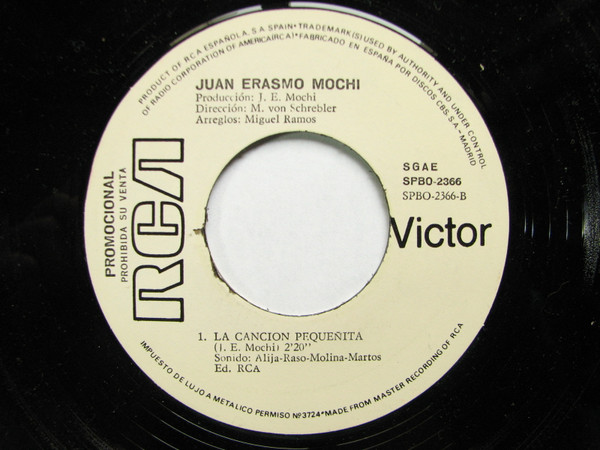 PRODUCT OF RCA ESPAÑOLA, S.A. SPAIN • TRADEMARK(S) USED BY AUTHORITY AND UNDER CONTROL
OF RADIO CORPORATION OF AMERICA (RCA) • FABRICADO EN ESPAÑA POR DISCOS CBS, S.A. - MADRID
JUAN ERASMO MOCHI
Producción: J. E. Mochi
Dirección: M. von Schrebler
Arreglos: Miguel Ramos
SGAE
SPBO-2366
SPBO-2366-B
PROMOCIONAL
PROHIBIDA SU VENTA
RCA
Victor
1. LA CANCION PEQUEÑITA
(J. E. Mochi) 2'20''
Sonido: Alija-Raso-Molina-Martos
Ed. RCA
IMPUESTO DE LUJO A METALICO PERMISO Nº 3724 • MADE FROM MASTER RECORDING OF RCA